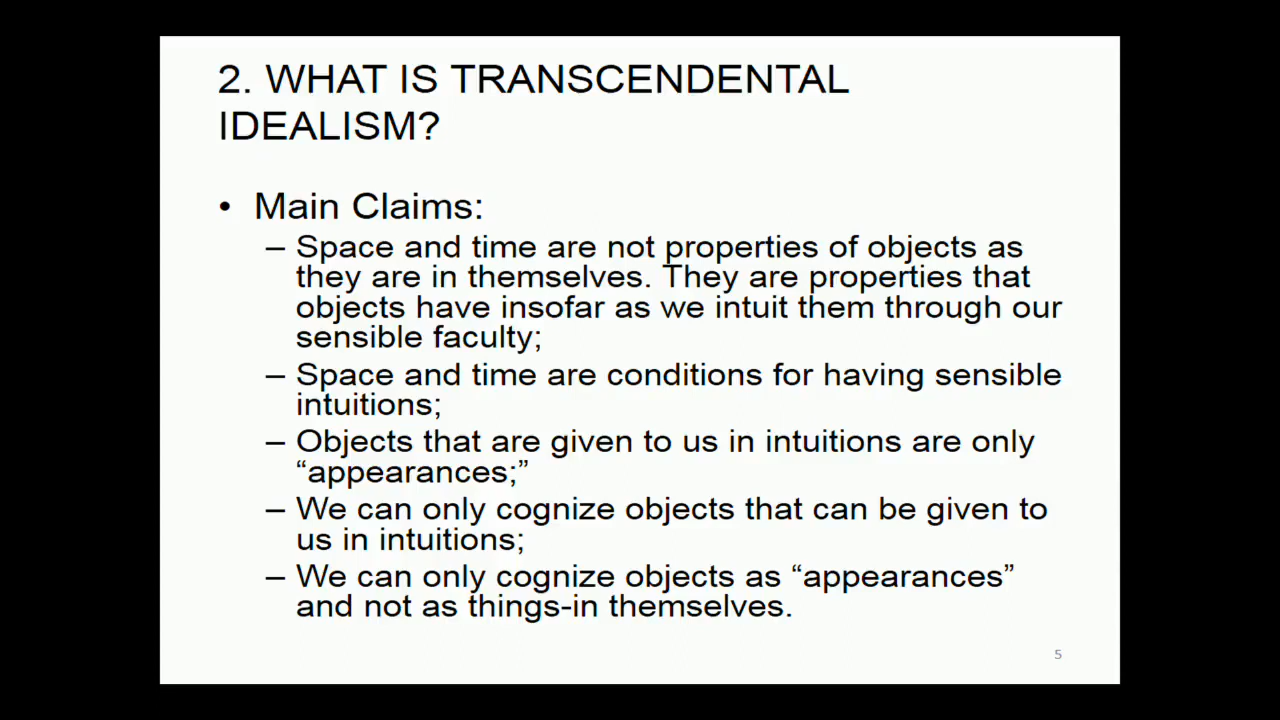 2. WHAT IS TRANSCENDENTAL
IDEALISM?
• Main Claims:
– Space and time are not properties of objects as
they are in themselves. They are properties that
objects have insofar as we intuit them through our
sensible faculty;
– Space and time are conditions for having sensible
intuitions;
– Objects that are given to us in intuitions are only
“appearances;”
– We can only cognize objects that can be given to
us in intuitions;
– We can only cognize objects as “appearances”
and not as things-in themselves.
5